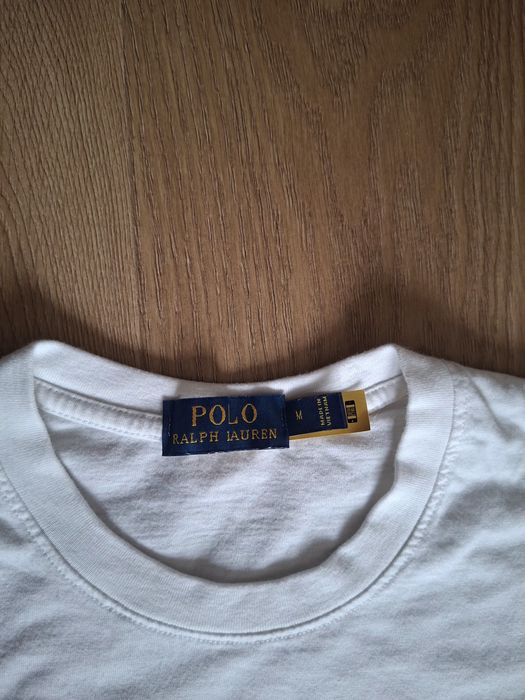 POLO
RALPH LAUREN
M
MADE IN
VIETNAM